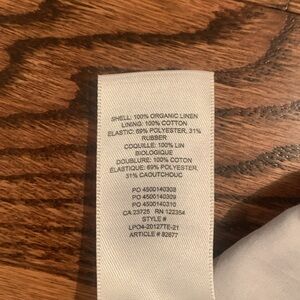 SHELL: 100% ORGANIC LINEN
LINING: 100% COTTON
ELASTIC: 69% POLYESTER, 31%
RUBBER
COQUILLE: 100% LIN
BIOLOGIQUE
DOUBLURE: 100% COTON
ÉLASTIQUE: 69% POLYESTER,
31% CAOUTCHOUC
PO 4500140308
PO 4500140309
PO 4500140310
CA 23725 RN 122354
STYLE #
LPO4-20127TE-21
ARTICLE # 82677